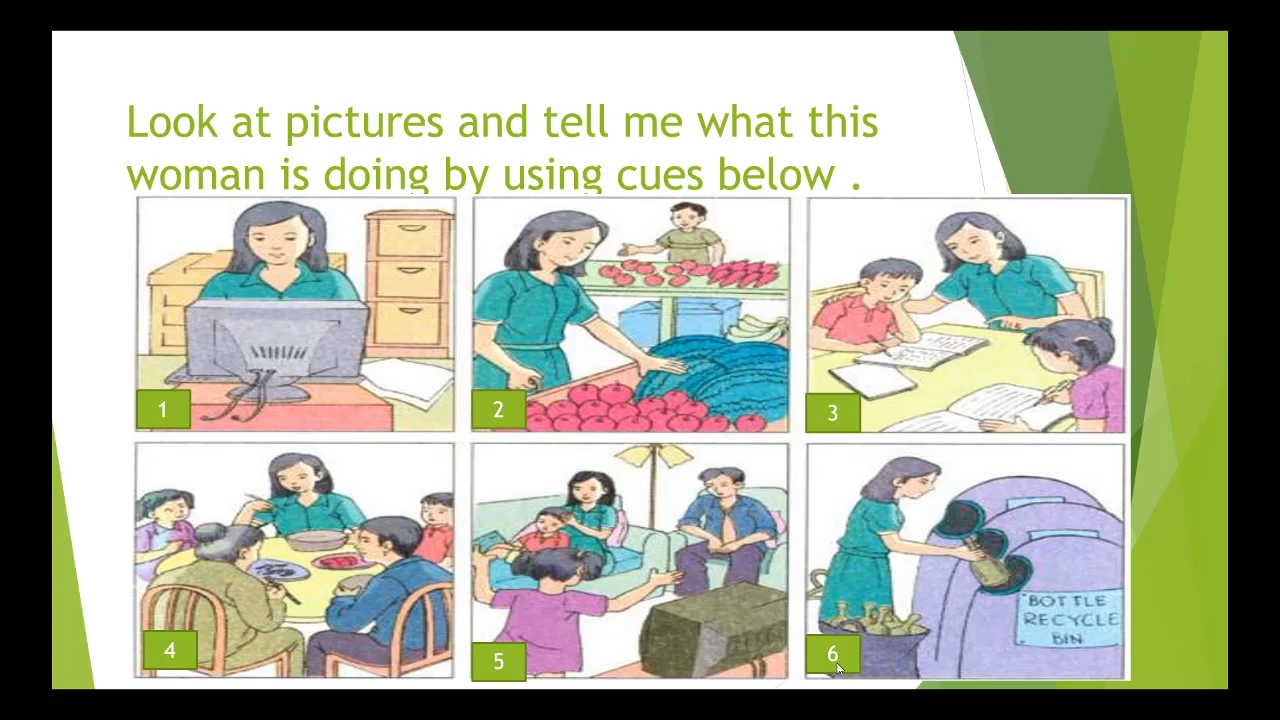 Look at pictures and tell me what this
woman is doing by using cues below .
1
2
3
4
5
6
BOTTLE
RECYCLE
BIN